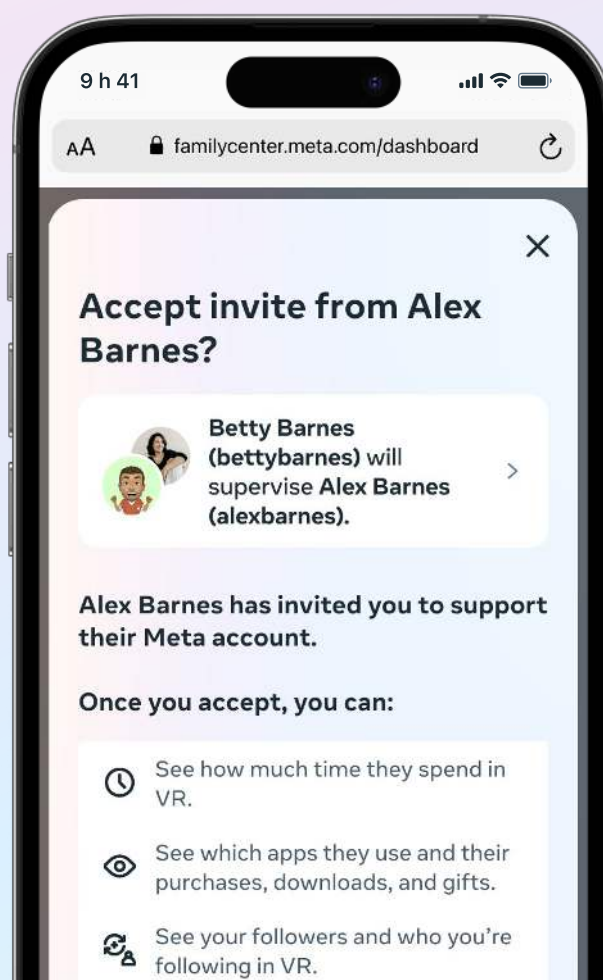 9 h 41
AA familycenter.meta.com/dashboard
Accept invite from Alex
Barnes?
Betty Barnes
(bettybarnes) will
supervise Alex Barnes
(alexbarnes).
Alex Barnes has invited you to support
their Meta account.
Once you accept, you can:
See how much time they spend in
VR.
See which apps they use and their
purchases, downloads, and gifts.
See your followers and who you're
following in VR.